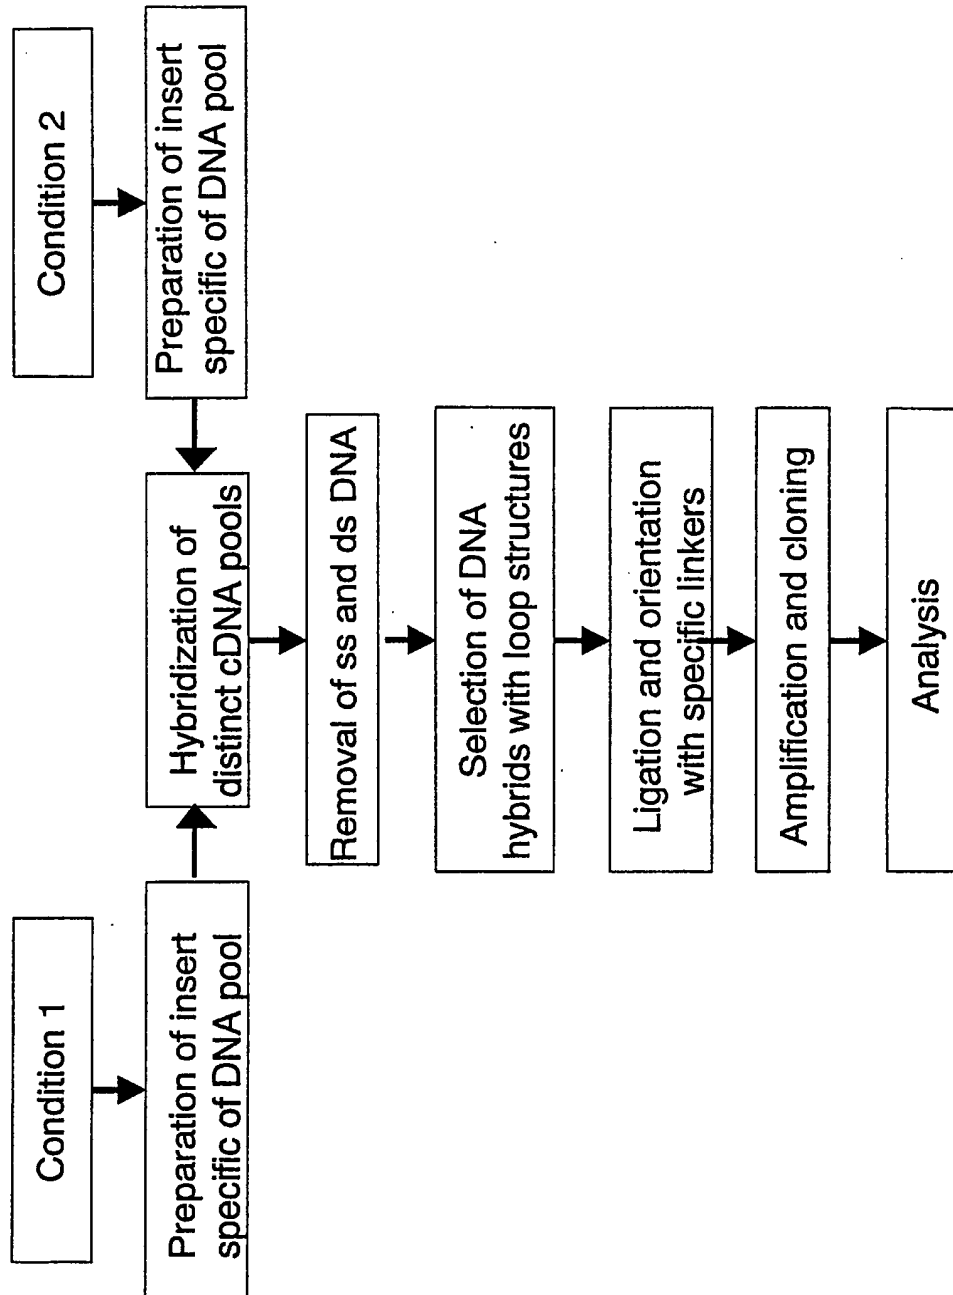 Condition 1
Preparation of insert
specific of DNA pool
Condition 2
Preparation of insert
specific of DNA pool
Hybridization of
distinct cDNA pools
Removal of ss and ds DNA
Selection of DNA
hybrids with loop structures
Ligation and orientation
with specific linkers
Amplification and cloning
Analysis